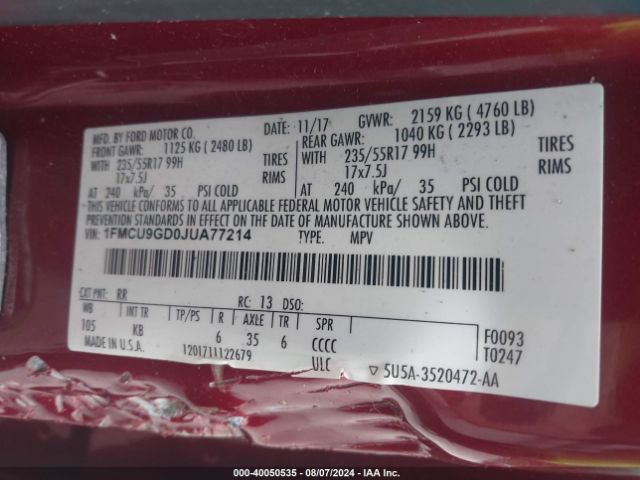 MFD. BY FORD MOTOR CO.
DATE: 11/17 GVWR: 2159 KG ( 4760 LB)
FRONT GAWR: 1125 KG ( 2480 LB)
REAR GAWR: 1040 KG ( 2293 LB)
WITH 235/55R17 99H TIRES
17x7.5J RIMS
AT 240 kPa/ 35 PSI COLD
WITH 235/55R17 99H TIRES
17x7.5J RIMS
AT 240 kPa/ 35 PSI COLD
THIS VEHICLE CONFORMS TO ALL APPLICABLE FEDERAL MOTOR VEHICLE SAFETY AND THEFT
PREVENTION STANDARDS IN EFFECT ON THE DATE OF MANUFACTURE SHOWN ABOVE.
VIN: 1FMCU9GD0JUA77214 TYPE: MPV
EXT PNT: RR RC: 13 DSO:
WB INT TR TP/PS R AXLE TR SPR
105 KB 6 35 6 CCCC
F0093
MADE IN U.S.A. 1201711122679 ULC
T0247
5U5A-3520472-AA
000-40050535 - 08/07/2024 - IAA Inc.